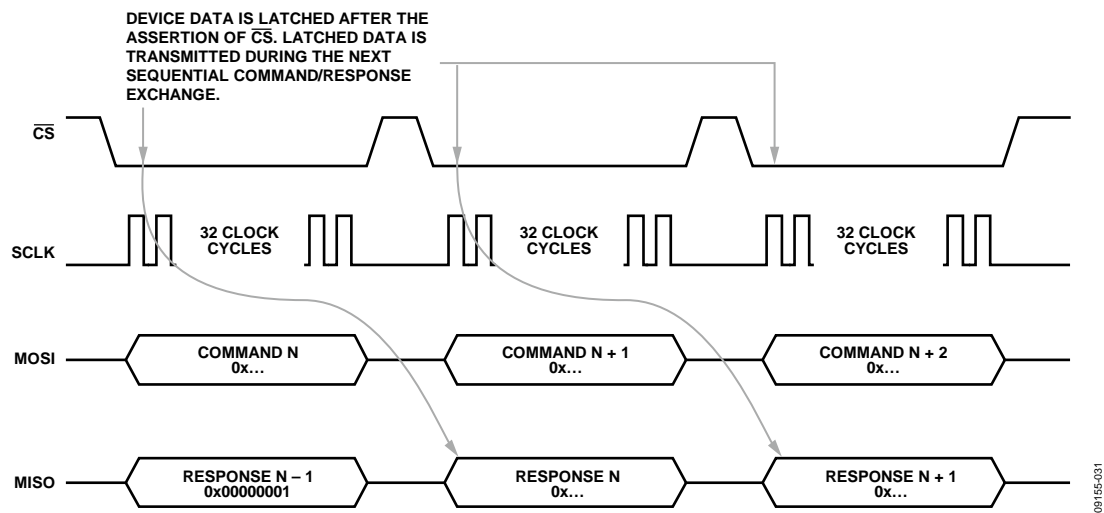 DEVICE DATA IS LATCHED AFTER THE
ASSERTION OF C̅S̅. LATCHED DATA IS
TRANSMITTED DURING THE NEXT
SEQUENTIAL COMMAND/RESPONSE
EXCHANGE.
C̅S̅
SCLK
32 CLOCK
CYCLES
32 CLOCK
CYCLES
32 CLOCK
CYCLES
MOSI
COMMAND N
0x…
COMMAND N + 1
0x…
COMMAND N + 2
0x…
MISO
RESPONSE N – 1
0x00000001
RESPONSE N
0x…
RESPONSE N + 1
0x…
09155-031